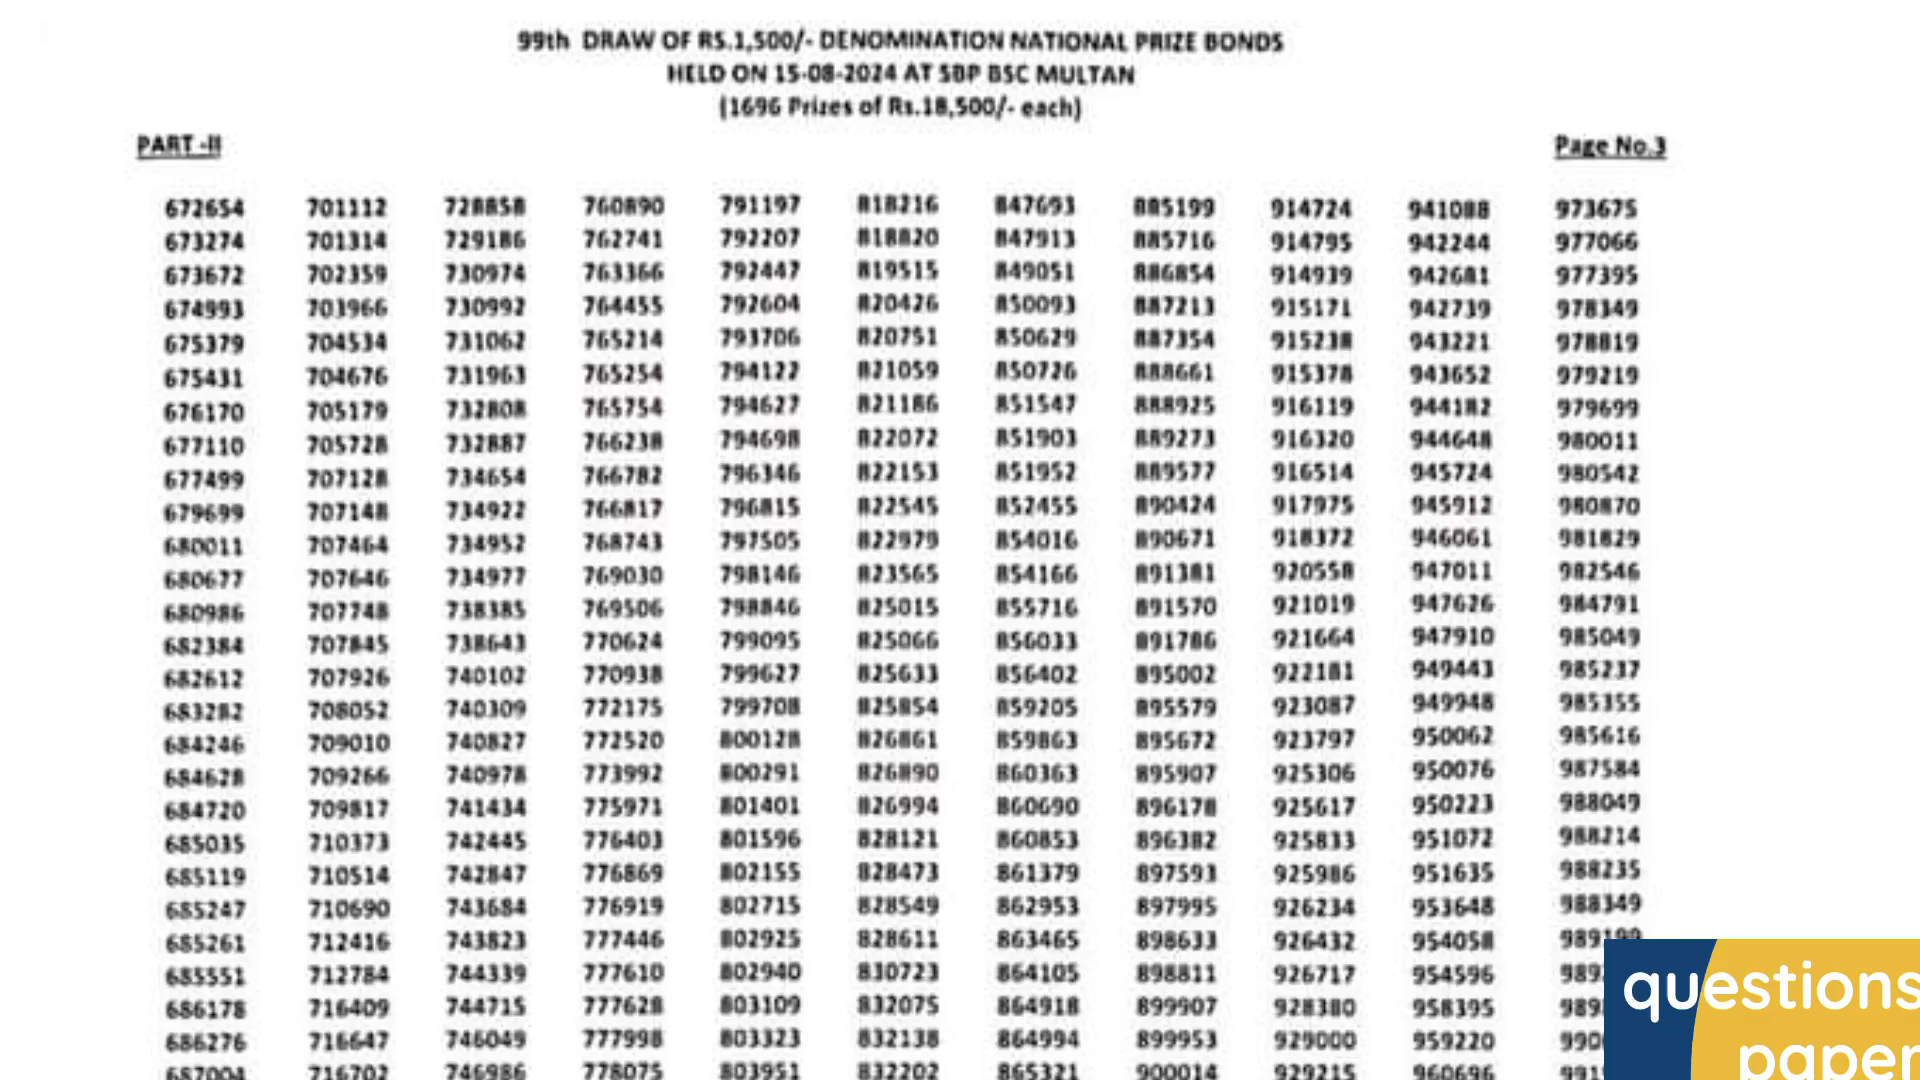 99th DRAW OF RS.1,500/- DENOMINATION NATIONAL PRIZE BONDS
HELD ON 15-08-2024 AT SBP BSC MULTAN
(1696 Prizes of Rs.18,500/- each)
PART -II Page No.3
672654 701112 728858 760890 791197 818216 847693 885199 914724 941088 973675
673274 701314 729186 762741 792207 818820 847913 885716 914795 942244 977066
673672 702359 730974 763366 792447 819515 849051 886854 914939 942681 977395
674993 703966 730992 764455 792604 820426 850093 887213 915171 942739 978349
675379 704534 731062 765214 793706 820751 850629 887354 915238 943221 978819
675431 704676 731963 765254 794122 821059 850726 888661 915378 943652 979219
676170 705179 732808 765754 794627 821186 851547 888925 916119 944182 979699
677110 705728 732887 766238 794698 822072 851903 889273 916320 944648 980011
677499 707128 734654 766782 796346 822153 851952 889577 916514 945724 980542
679699 707148 734922 766817 796815 822545 852455 890424 917975 945912 980870
680011 707464 734952 768743 797505 822979 854016 890671 918372 946061 981829
680677 707646 734977 769030 798146 823565 854166 891381 920558 947011 982546
680986 707748 738385 769506 798846 825015 855716 891570 921019 947626 984791
682384 707845 738643 770624 799095 825066 856033 891786 921664 947910 985049
682612 707926 740102 770938 799627 825633 856402 895002 922181 949443 985237
683282 708052 740309 772175 799708 825854 859205 895579 923087 949948 985355
684246 709010 740827 772520 800128 826861 859863 895672 923797 950062 985616
684628 709266 740978 773992 800291 826890 860363 895907 925306 950076 987584
684720 709817 741434 775971 801401 826994 860690 896178 925617 950223 988049
685035 710373 742445 776403 801596 828121 860853 896382 925833 951072 988214
685119 710514 742847 776869 802155 828473 861379 897593 925986 951635 988235
685247 710690 743684 776919 802715 828549 862953 897995 926234 953648 988349
685261 712416 743823 777446 802925 828611 863465 898633 926432 954058 989199
685551 712784 744339 777610 802940 830723 864105 898811 926717 954596
686178 716409 744715 777628 803109 832075 864918 899907 928380 958395
686276 716647 746049 777998 803323 832138 864994 899953 929000 959220
687004 716702 746986 778075 803951 832202 865321 900014 929215 960696
questions
paper